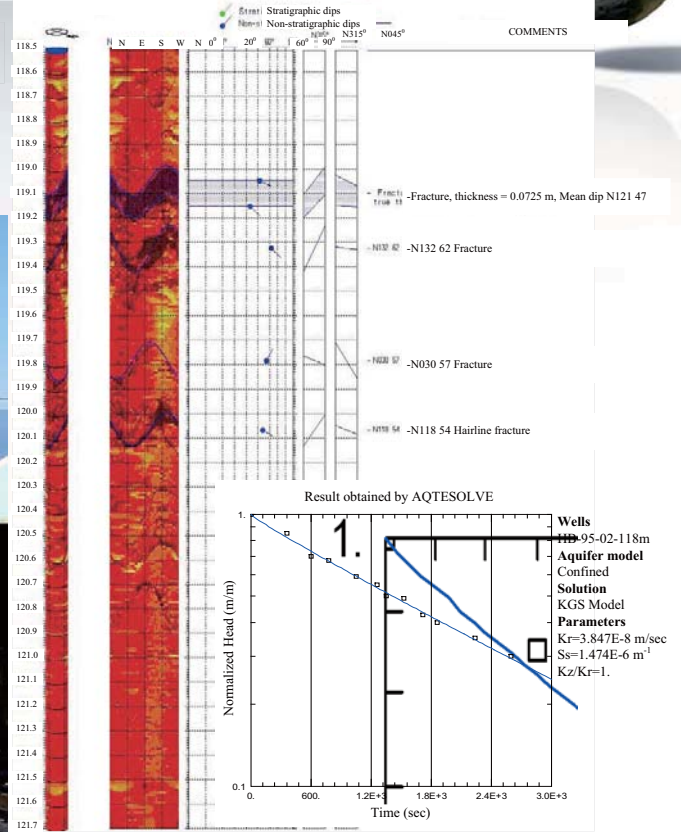 Stratigraphic dips
Non-stratigraphic dips
N E S W N 0° 20° 60° 90° N315° N045° COMMENTS
118.5
118.6
118.7
118.8
118.9
119.0
119.1
-Fracture, thickness = 0.0725 m, Mean dip N121 47
119.2
119.3
-N132 62 Fracture
119.4
119.5
119.6
119.7
119.8
-N030 57 Fracture
119.9
120.0
120.1
-N118 54 Hairline fracture
120.2
120.3
120.4
120.5
120.6
120.7
120.8
120.9
121.0
121.1
121.2
121.3
121.4
121.5
121.6
121.7
Result obtained by AQTESOLVE
1.
0.1
Normalized Head (m/m)
0. 600. 1.2E+3 1.8E+3 2.4E+3 3.0E+3
Time (sec)
1.
Wells
HD-95-02-118m
Aquifer model
Confined
Solution
KGS Model
Parameters
Kr=3.847E-8 m/sec
Ss=1.474E-6 m⁻¹
Kz/Kr=1.